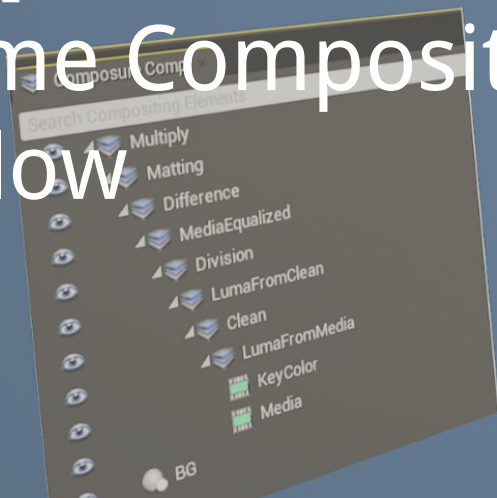 me Composit
Composure Comp
Search Compositing Elements
low
Multiply
Matting
Difference
MediaEqualized
Division
LumaFromClean
Clean
LumaFromMedia
KeyColor
Media
BG